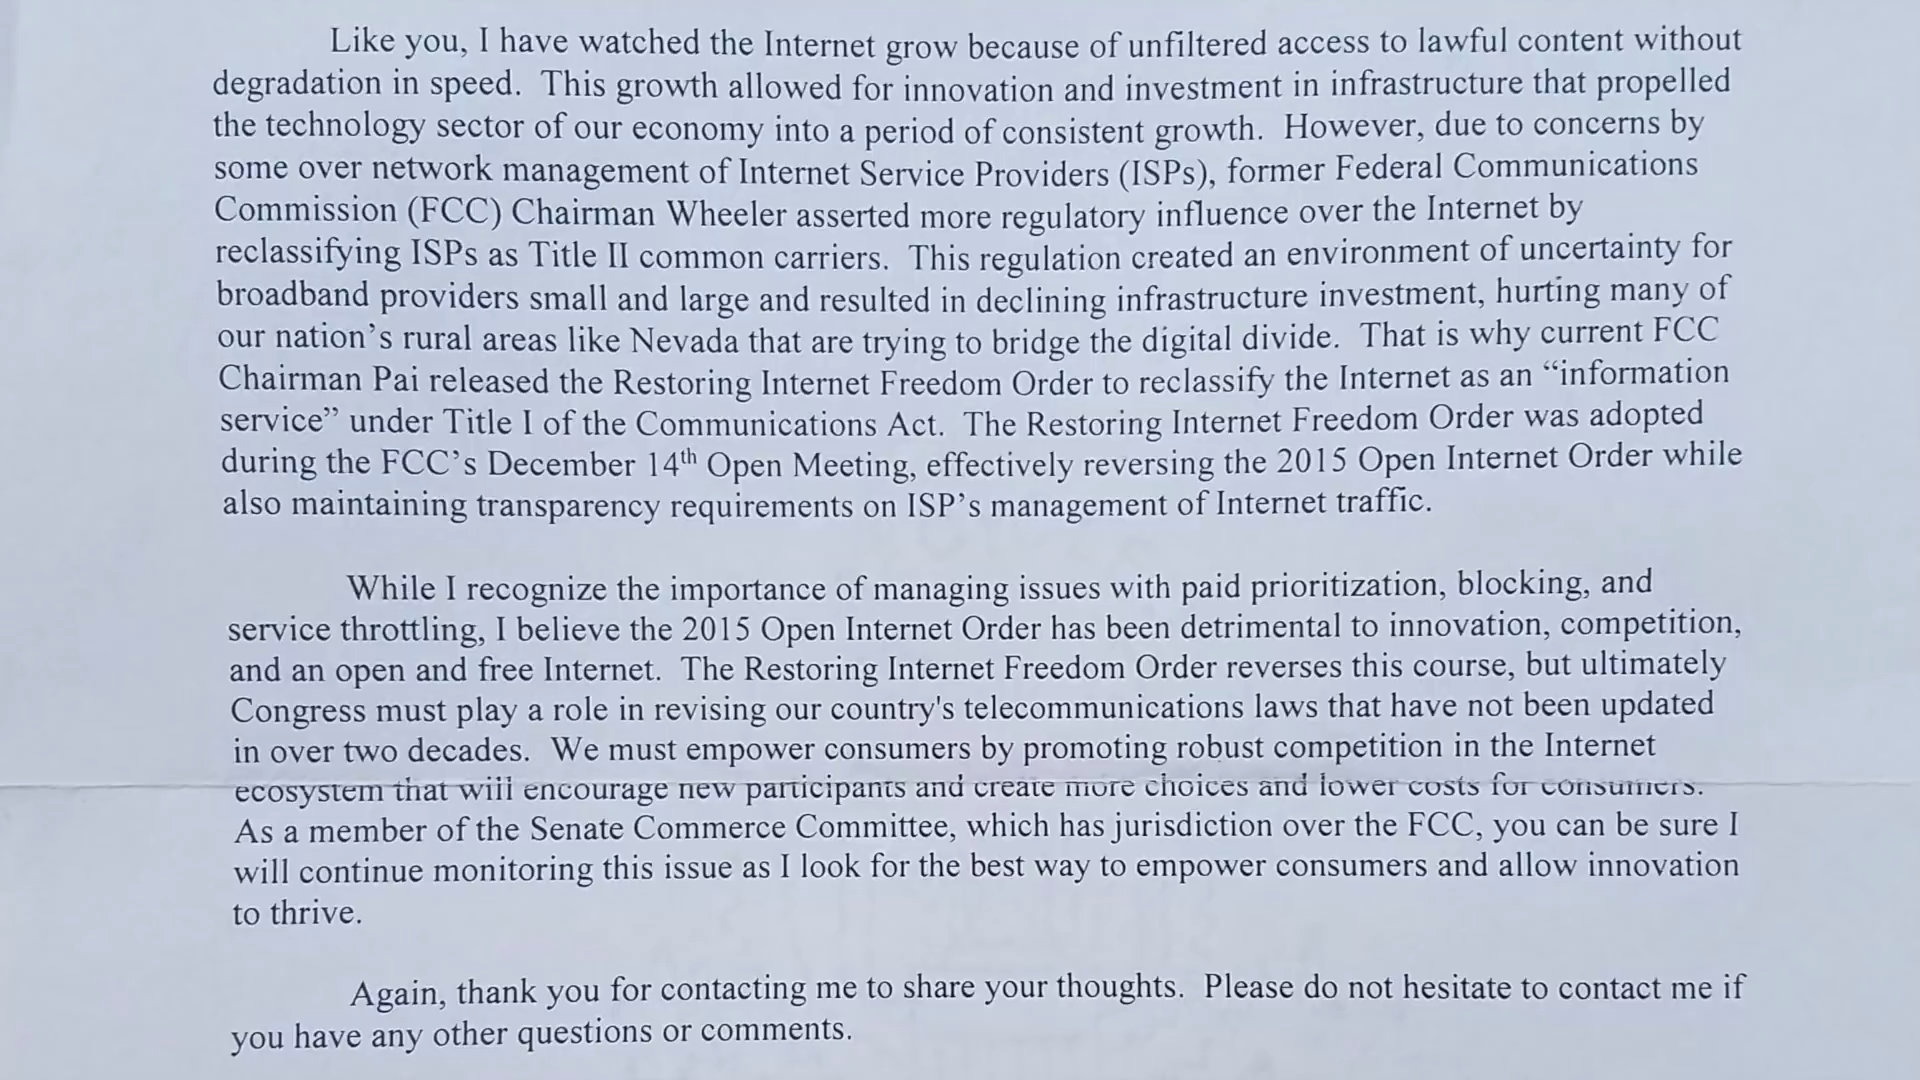 Like you, I have watched the Internet grow because of unfiltered access to lawful content without
degradation in speed. This growth allowed for innovation and investment in infrastructure that propelled
the technology sector of our economy into a period of consistent growth. However, due to concerns by
some over network management of Internet Service Providers (ISPs), former Federal Communications
Commission (FCC) Chairman Wheeler asserted more regulatory influence over the Internet by
reclassifying ISPs as Title II common carriers. This regulation created an environment of uncertainty for
broadband providers small and large and resulted in declining infrastructure investment, hurting many of
our nation’s rural areas like Nevada that are trying to bridge the digital divide. That is why current FCC
Chairman Pai released the Restoring Internet Freedom Order to reclassify the Internet as an “information
service” under Title I of the Communications Act. The Restoring Internet Freedom Order was adopted
during the FCC’s December 14th Open Meeting, effectively reversing the 2015 Open Internet Order while
also maintaining transparency requirements on ISP’s management of Internet traffic.
While I recognize the importance of managing issues with paid prioritization, blocking, and
service throttling, I believe the 2015 Open Internet Order has been detrimental to innovation, competition,
and an open and free Internet. The Restoring Internet Freedom Order reverses this course, but ultimately
Congress must play a role in revising our country's telecommunications laws that have not been updated
in over two decades. We must empower consumers by promoting robust competition in the Internet
ecosystem that will encourage new participants and create more choices and lower costs for consumers.
As a member of the Senate Commerce Committee, which has jurisdiction over the FCC, you can be sure I
will continue monitoring this issue as I look for the best way to empower consumers and allow innovation
to thrive.
Again, thank you for contacting me to share your thoughts. Please do not hesitate to contact me if
you have any other questions or comments.